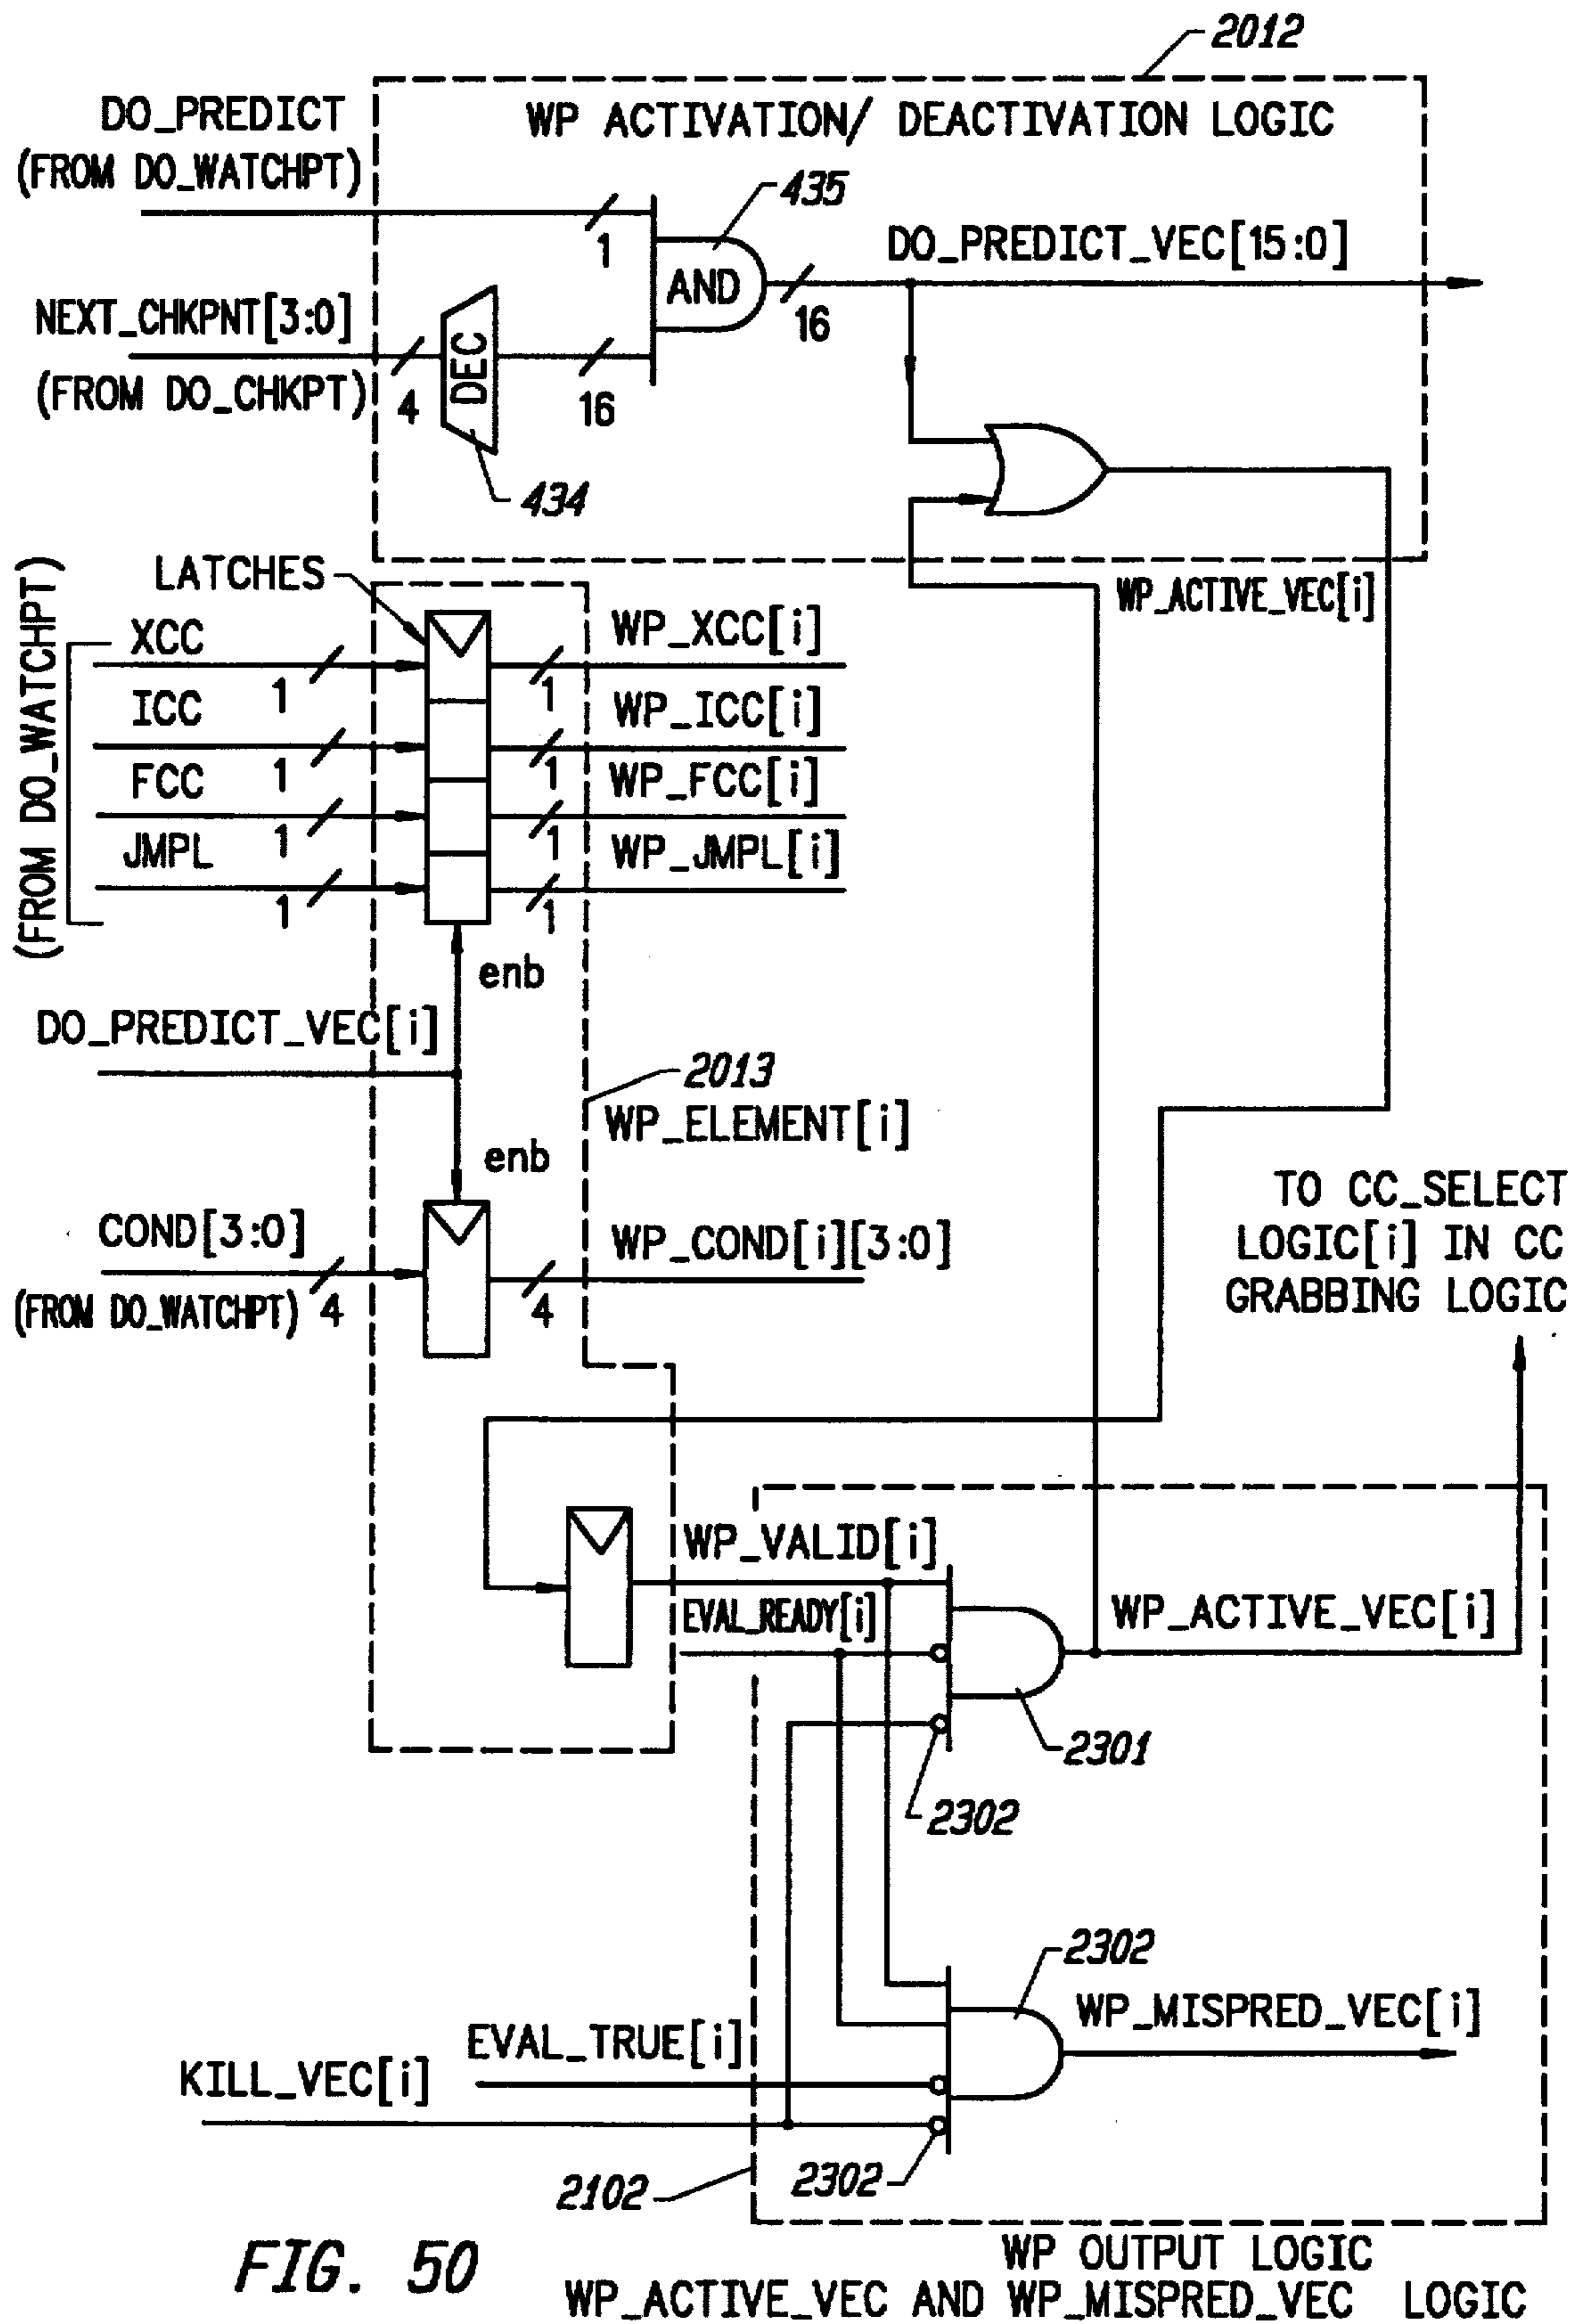 2012
DO_PREDICT
(FROM DO_WATCHPT)
WP ACTIVATION/ DEACTIVATION LOGIC
435
1
DO_PREDICT_VEC[15:0]
AND
16
NEXT_CHKPNT[3:0]
(FROM DO_CHKPT)
4
DEC
16
434
LATCHES
WP_ACTIVE_VEC[i]
(FROM DO_WATCHPT)
XCC
1
WP_XCC[i]
1
ICC
1
WP_ICC[i]
1
FCC
1
WP_FCC[i]
1
JMPL
1
WP_JMPL[i]
1
enb
DO_PREDICT_VEC[i]
2013
WP_ELEMENT[i]
enb
COND[3:0]
(FROM DO_WATCHPT)
4
WP_COND[i][3:0]
4
TO CC_SELECT
LOGIC[i] IN CC
GRABBING LOGIC
WP_VALID[i]
EVAL_READY[i]
WP_ACTIVE_VEC[i]
2301
2302
2302
WP_MISPRED_VEC[i]
EVAL_TRUE[i]
KILL_VEC[i]
2302
2102
WP OUTPUT LOGIC
WP_ACTIVE_VEC AND WP_MISPRED_VEC LOGIC
FIG. 50